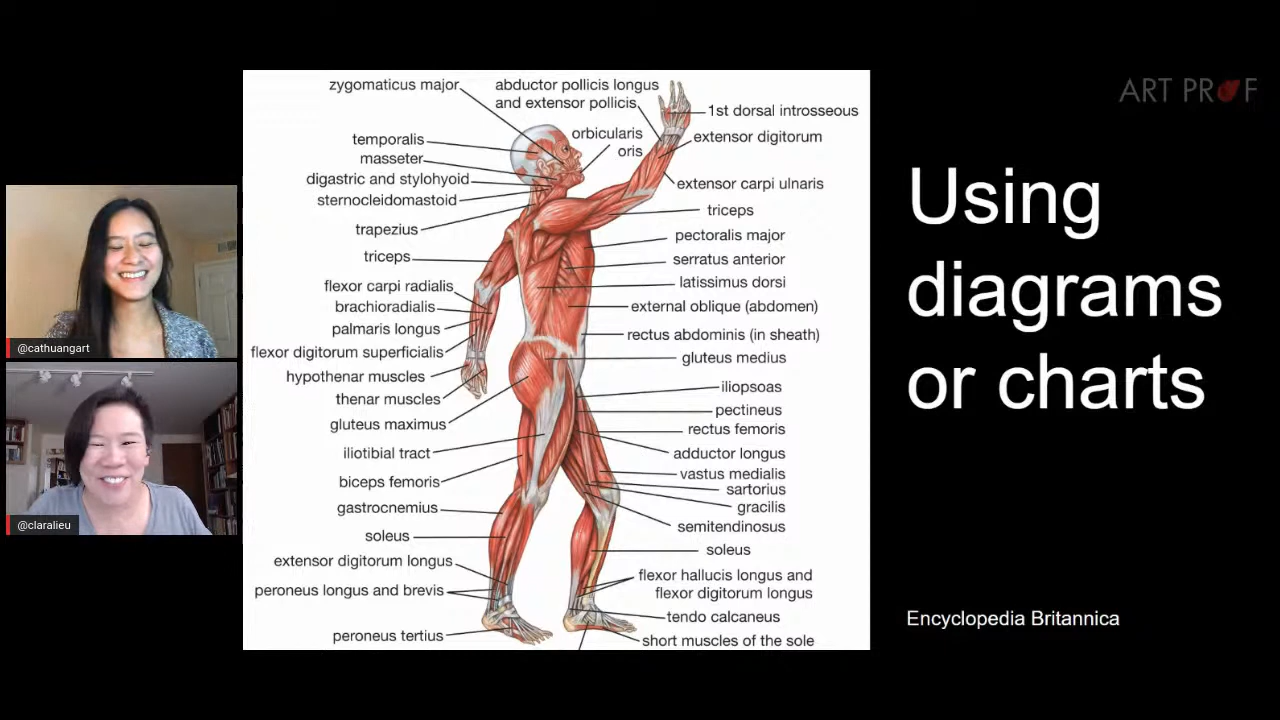 ART PROF
zygomaticus major
abductor pollicis longus
and extensor pollicis
1st dorsal introsseous
orbicularis
oris
extensor digitorum
temporalis
masseter
digastric and stylohyoid
sternocleidomastoid
extensor carpi ulnaris
trapezius
triceps
triceps
pectoralis major
serratus anterior
flexor carpi radialis
latissimus dorsi
brachioradialis
external oblique (abdomen)
palmaris longus
rectus abdominis (in sheath)
flexor digitorum superficialis
gluteus medius
hypothenar muscles
iliopsoas
thenar muscles
pectineus
gluteus maximus
rectus femoris
iliotibial tract
adductor longus
vastus medialis
biceps femoris
sartorius
gastrocnemius
gracilis
semitendinosus
soleus
soleus
extensor digitorum longus
flexor hallucis longus and
flexor digitorum longus
peroneus longus and brevis
tendo calcaneus
peroneus tertius
short muscles of the sole
Using
diagrams
or charts
Encyclopedia Britannica
@cathuangart
@claralieu